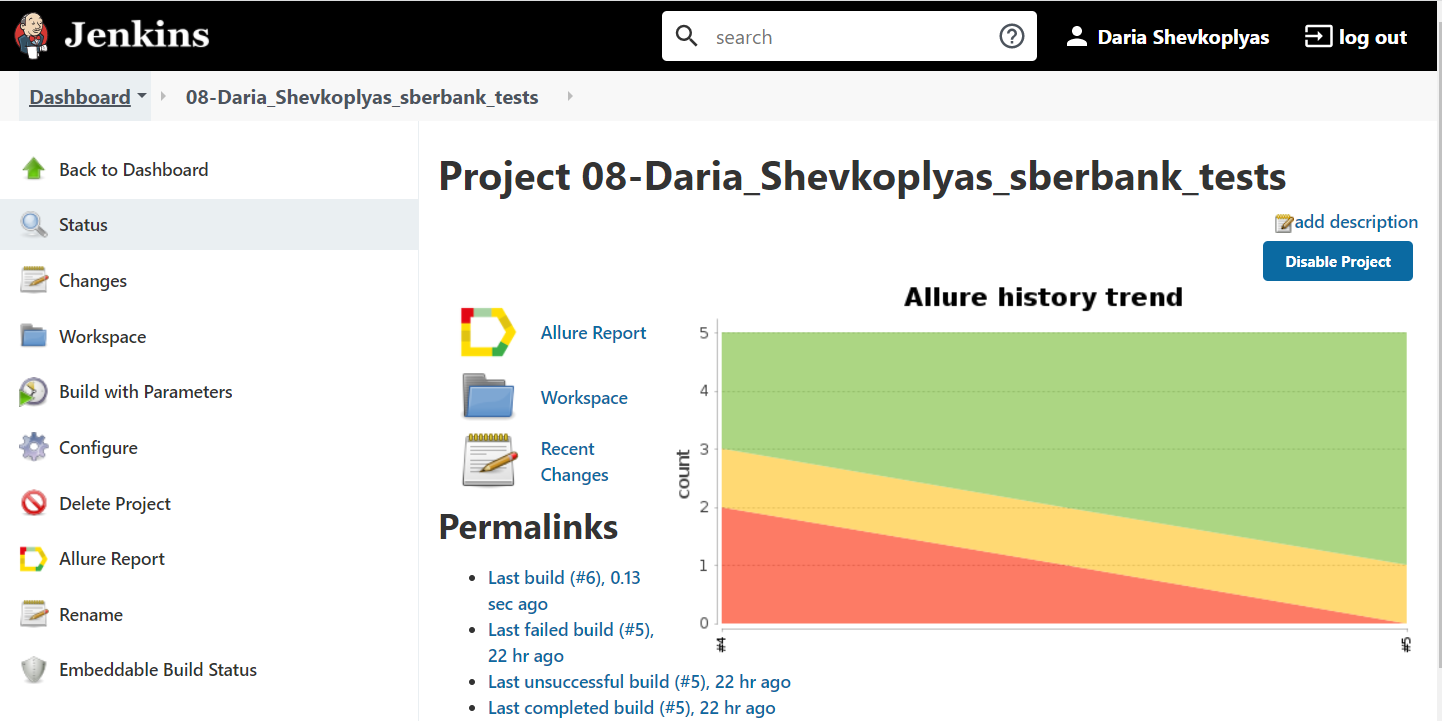 Jenkins
search
Daria Shevkoplyas
log out
Dashboard
08-Daria_Shevkoplyas_sberbank_tests
Back to Dashboard
Status
Changes
Workspace
Build with Parameters
Configure
Delete Project
Allure Report
Rename
Embeddable Build Status
Project 08-Daria_Shevkoplyas_sberbank_tests
add description
Disable Project
Allure Report
Workspace
Recent
Changes
Allure history trend
count
5
4
3
2
1
0
#4
#5
Permalinks
Last build (#6), 0.13
sec ago
Last failed build (#5),
22 hr ago
Last unsuccessful build (#5), 22 hr ago
Last completed build (#5), 22 hr ago